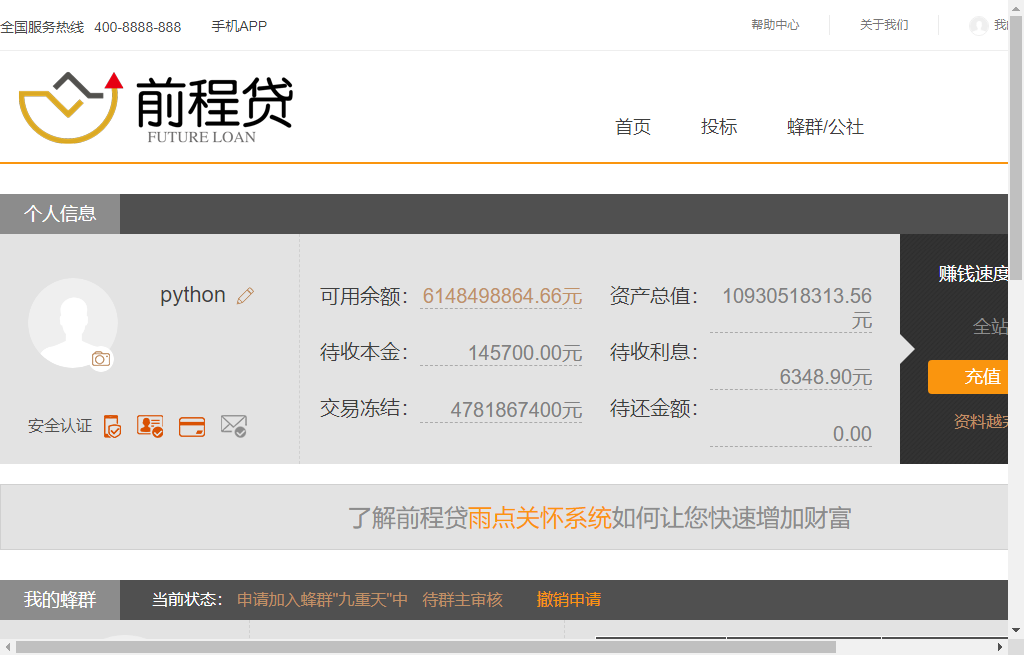 全国服务热线 400-8888-888 手机APP 帮助中心 关于我们
前程贷
FUTURE LOAN
首页 投标 蜂群/公社
个人信息
python
可用余额： 6148498864.66元 资产总值： 10930518313.56元
待收本金： 145700.00元 待收利息： 6348.90元
交易冻结： 4781867400元 待还金额： 0.00
安全认证
赚钱速度
全站
充值
资料越完
了解前程贷雨点关怀系统如何让您快速增加财富
我的蜂群 当前状态： 申请加入蜂群"九重天"中 待群主审核 撤销申请